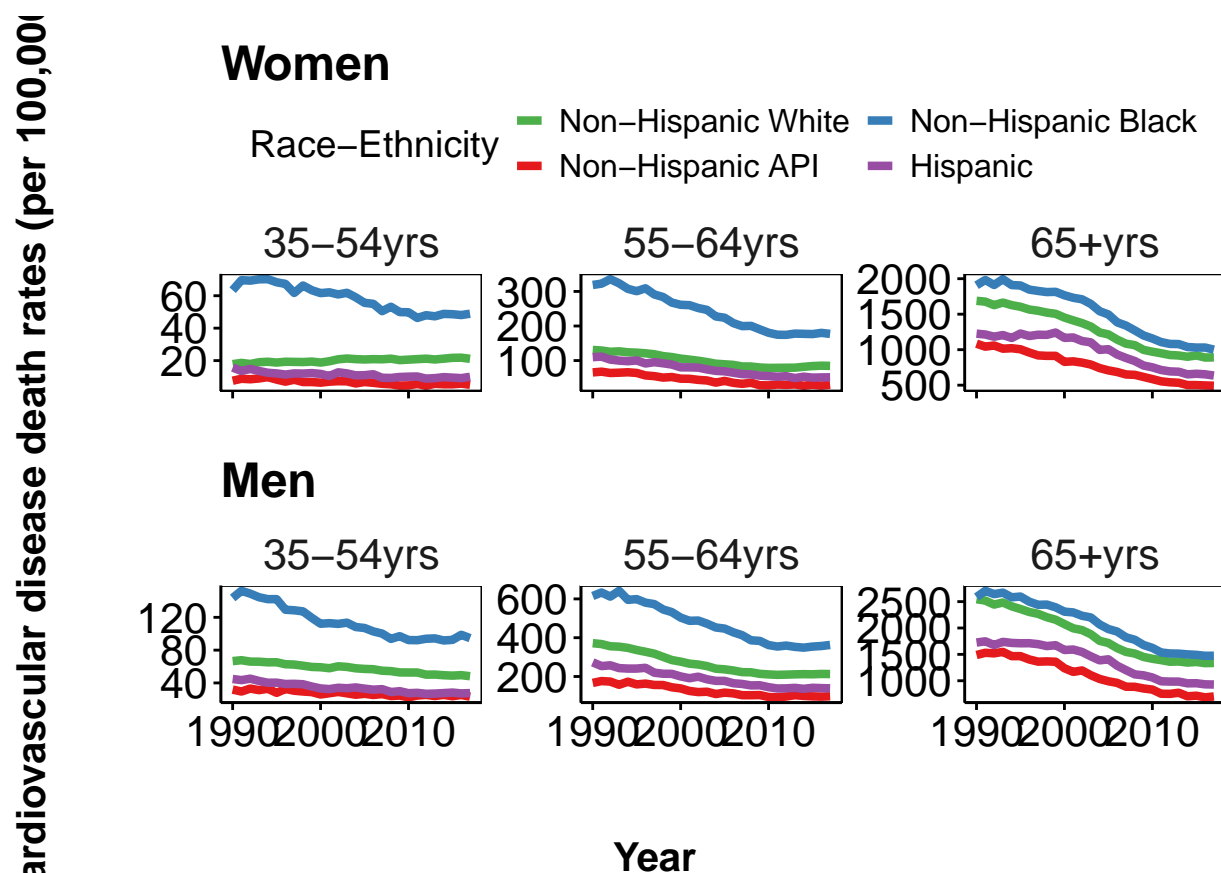 ardiovascular disease death rates (per 100,00
Women
Race−Ethnicity
Non−Hispanic White
Non−Hispanic Black
Non−Hispanic API
Hispanic
35−54yrs
55−64yrs
65+yrs
60
40
20
300
200
100
2000
1500
1000
500
Men
35−54yrs
55−64yrs
65+yrs
120
80
40
600
400
200
2500
2000
1500
1000
1990 2000 2010
1990 2000 2010
1990 2000 2010
Year